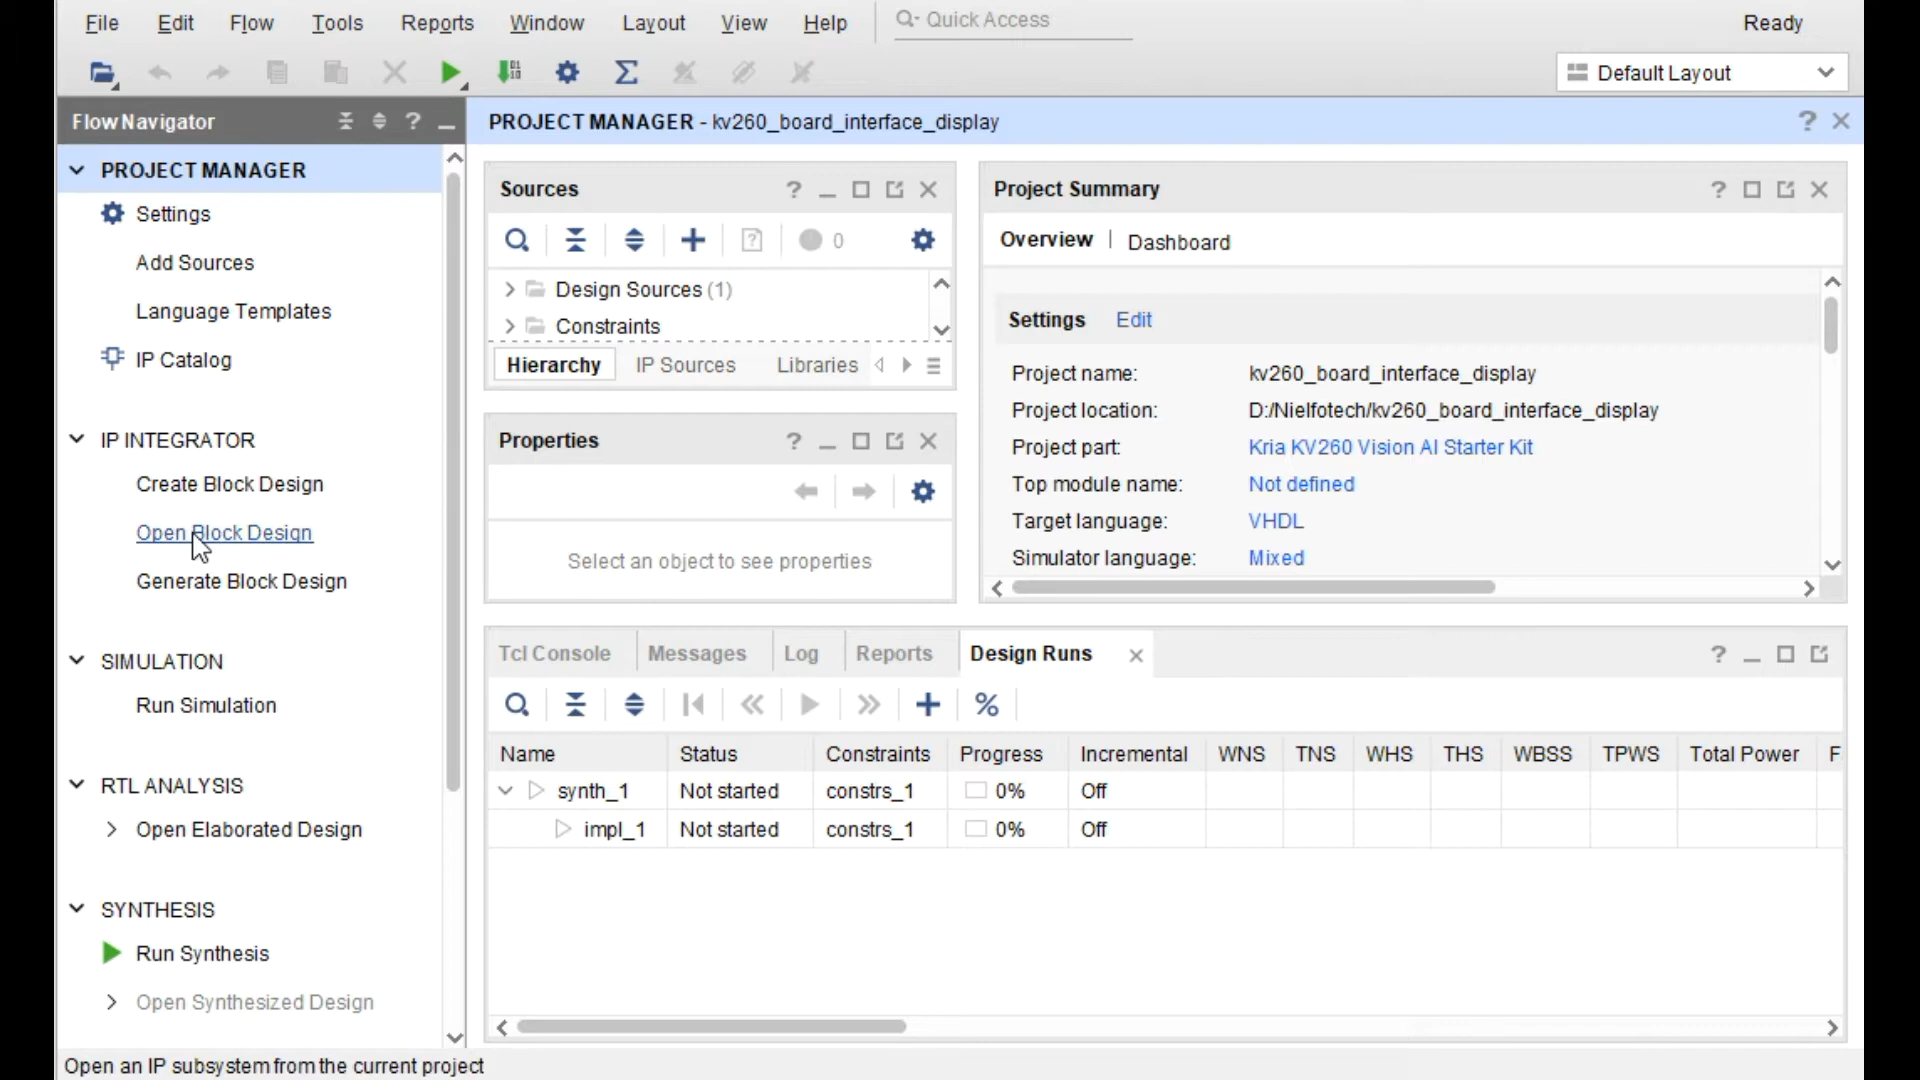 File Edit Flow Tools Reports Window Layout View Help Quick Access Ready
Default Layout
Flow Navigator
PROJECT MANAGER
Settings
Add Sources
Language Templates
IP Catalog
IP INTEGRATOR
Create Block Design
Open Block Design
Generate Block Design
SIMULATION
Run Simulation
RTL ANALYSIS
Open Elaborated Design
SYNTHESIS
Run Synthesis
Open Synthesized Design
PROJECT MANAGER - kv260_board_interface_display
Sources
0
Design Sources (1)
Constraints
Hierarchy IP Sources Libraries
Properties
Select an object to see properties
Project Summary
Overview | Dashboard
Settings Edit
Project name: kv260_board_interface_display
Project location: D:/Nielfotech/kv260_board_interface_display
Project part: Kria KV260 Vision AI Starter Kit
Top module name: Not defined
Target language: VHDL
Simulator language: Mixed
Tcl Console Messages Log Reports Design Runs
Name Status Constraints Progress Incremental WNS TNS WHS THS WBSS TPWS Total Power F
synth_1 Not started constrs_1 0% Off
impl_1 Not started constrs_1 0% Off
Open an IP subsystem from the current project